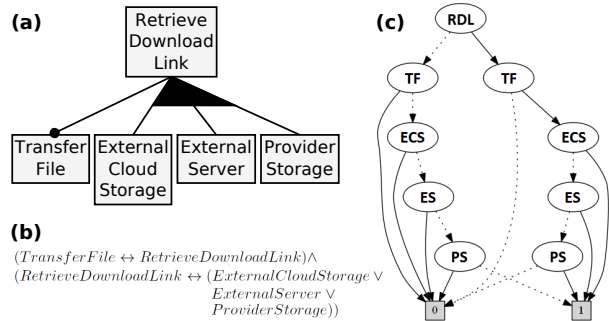 (a)
Retrieve
Download
Link
Transfer
File
External
Cloud
Storage
External
Server
Provider
Storage
(b)
(TransferFile ↔ RetrieveDownloadLink)∧
(RetrieveDownloadLink ↔ (ExternalCloudStorage ∨
ExternalServer ∨
ProviderStorage))
(c)
RDL
TF TF
ECS ECS
ES ES
PS PS
0 1